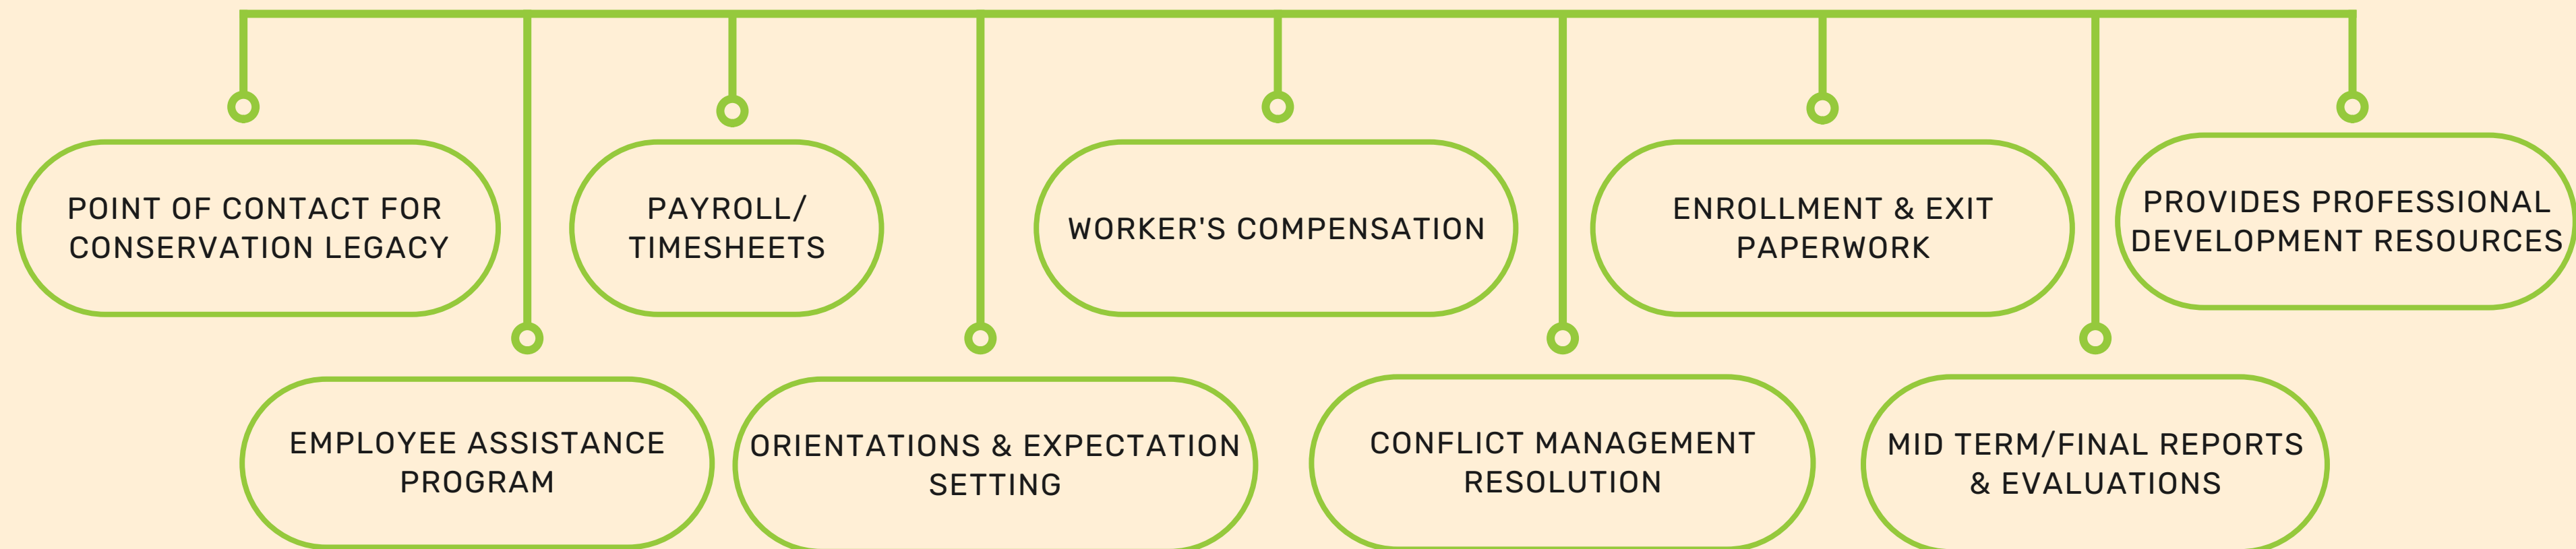 POINT OF CONTACT FOR
CONSERVATION LEGACY
PAYROLL/
TIMESHEETS
WORKER'S COMPENSATION
ENROLLMENT & EXIT
PAPERWORK
PROVIDES PROFESSIONAL
DEVELOPMENT RESOURCES
EMPLOYEE ASSISTANCE
PROGRAM
ORIENTATIONS & EXPECTATION
SETTING
CONFLICT MANAGEMENT
RESOLUTION
MID TERM/FINAL REPORTS
& EVALUATIONS